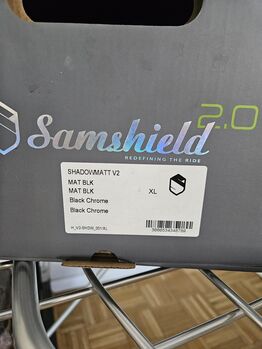 2.0
Samshield
REDEFINING THE RIDE
SHADOWMATT V2
MAT BLK
MAT BLK
XL
Black Chrome
Black Chrome